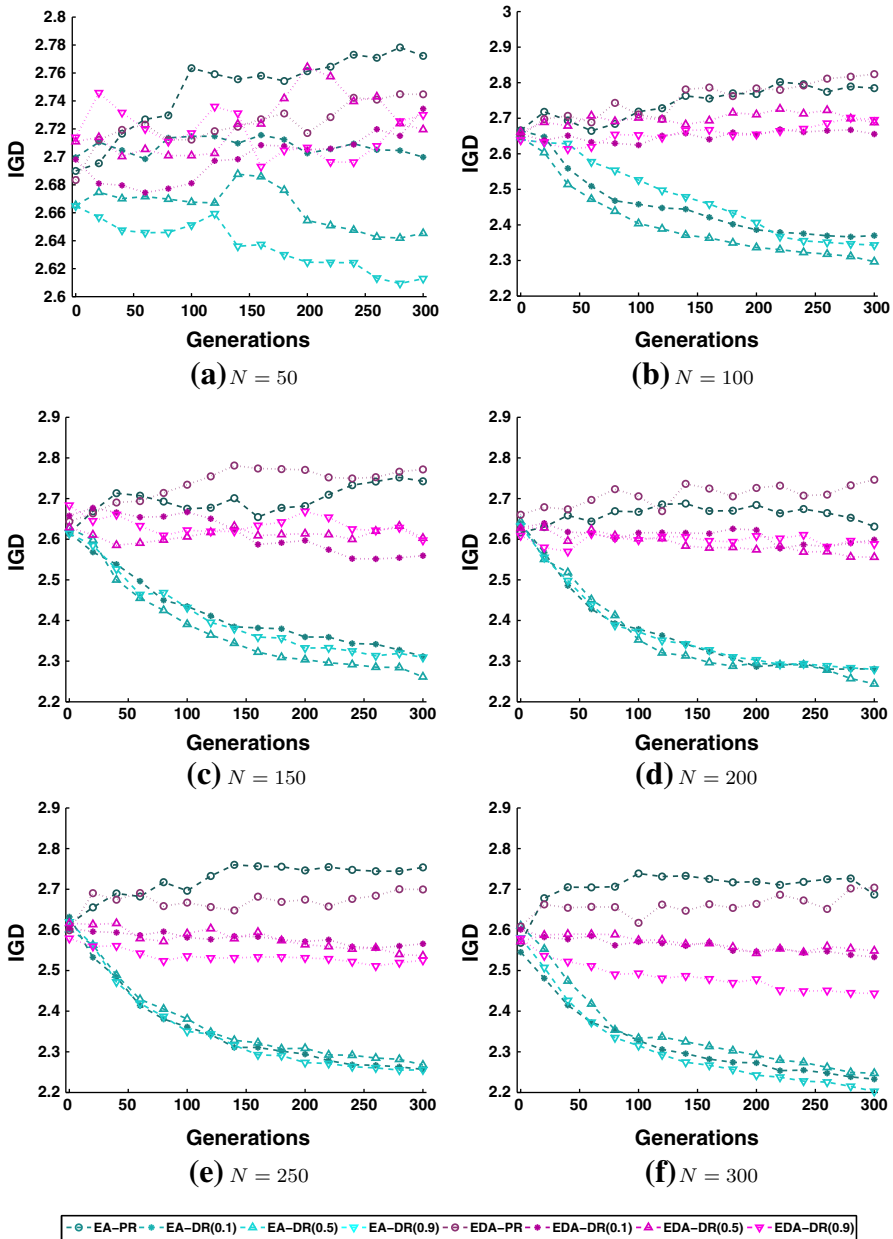 2.8
2.76
2.72
2.7
2.68
2.66
2.64
2.62
2.6
IGD
0 50 100 150 200 250 300
Generations
(a) N = 50
3
2.9
2.8
2.7
2.6
2.5
2.4
2.3
2.2
IGD
0 50 100 150 200 250 300
Generations
(b) N = 100
2.9
2.8
2.7
2.6
2.5
2.4
2.3
2.2
IGD
0 50 100 150 200 250 300
Generations
(c) N = 150
2.9
2.8
2.7
2.6
2.5
2.4
2.3
2.2
IGD
0 50 100 150 200 250 300
Generations
(d) N = 200
2.9
2.8
2.7
2.6
2.5
2.4
2.3
2.2
IGD
0 50 100 150 200 250 300
Generations
(e) N = 250
2.9
2.8
2.7
2.6
2.5
2.4
2.3
2.2
IGD
0 50 100 150 200 250 300
Generations
(f) N = 300
EA−PR EA−DR(0.1) EA−DR(0.5) EA−DR(0.9) EDA−PR EDA−DR(0.1) EDA−DR(0.5) EDA−DR(0.9)